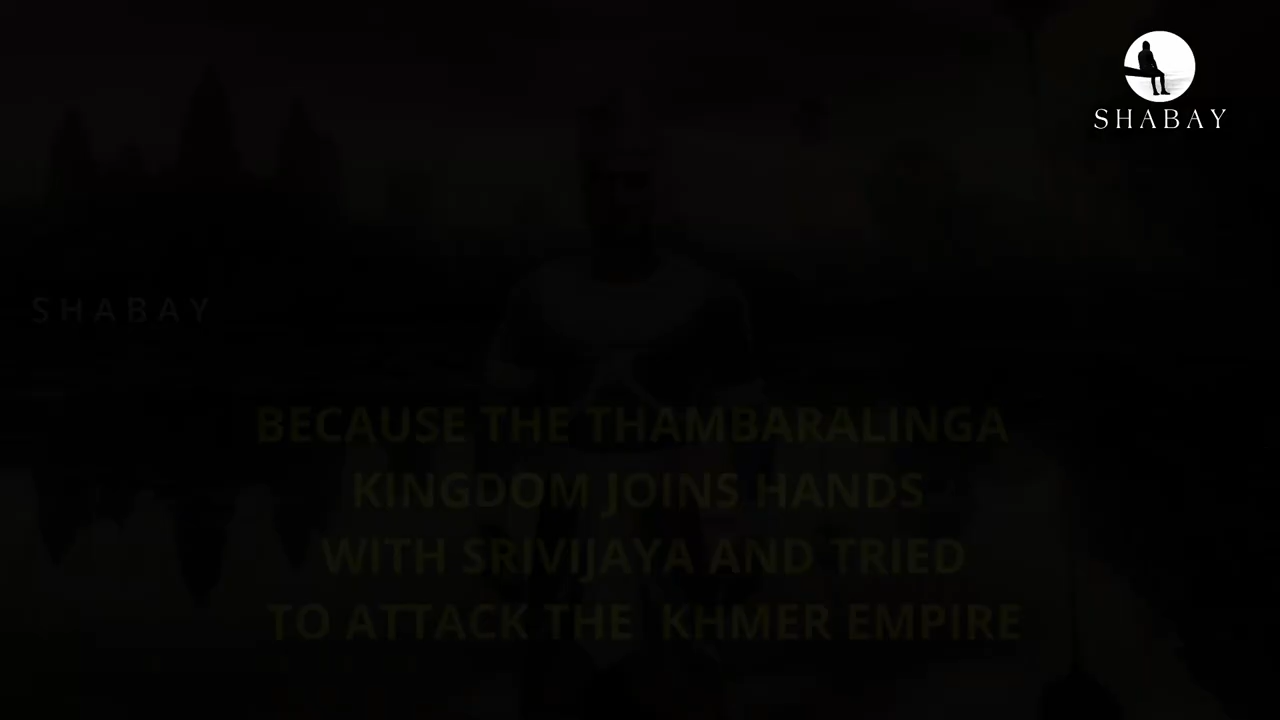 SHABAY
SHABAY
BECAUSE THE THAMBARALINGA
KINGDOM JOINS HANDS
WITH SRIVIJAYA AND TRIED
TO ATTACK THE KHMER EMPIRE